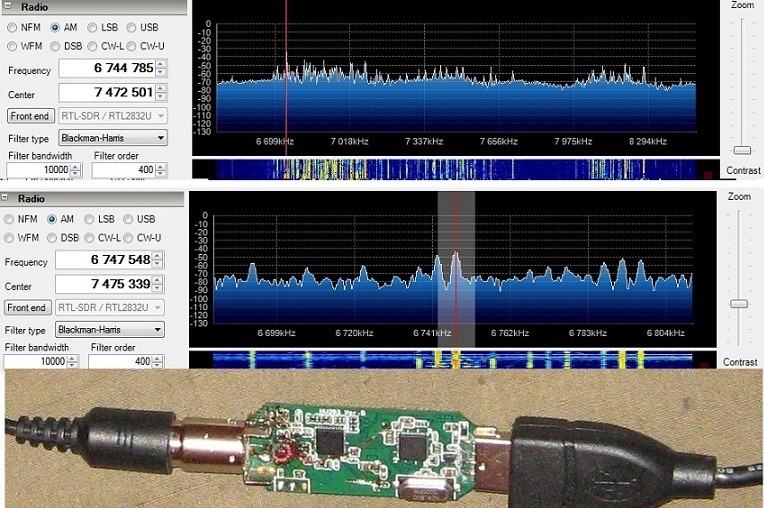 Radio
NFM AM LSB USB
WFM DSB CW-L CW-U
Frequency 6 744 785
Center 7 472 501
Front end RTL-SDR / RTL2832U
Filter type Blackman-Harris
Filter bandwidth Filter order
10000 400
0
-10
-20
-30
-40
-50
-60
-70
-80
-90
-100
-110
-120
-130
6 699kHz 7 018kHz 7 337kHz 7 656kHz 7 975kHz 8 294kHz
Zoom
Contrast
Radio
NFM AM LSB USB
WFM DSB CW-L CW-U
Frequency 6 747 548
Center 7 475 339
Front end RTL-SDR / RTL2832U
Filter type Blackman-Harris
Filter bandwidth Filter order
10000 400
0
-10
-20
-30
-40
-50
-60
-70
-80
-90
-100
-110
-120
-130
6 699kHz 6 720kHz 6 741kHz 6 762kHz 6 783kHz 6 804kHz
Zoom
Contrast